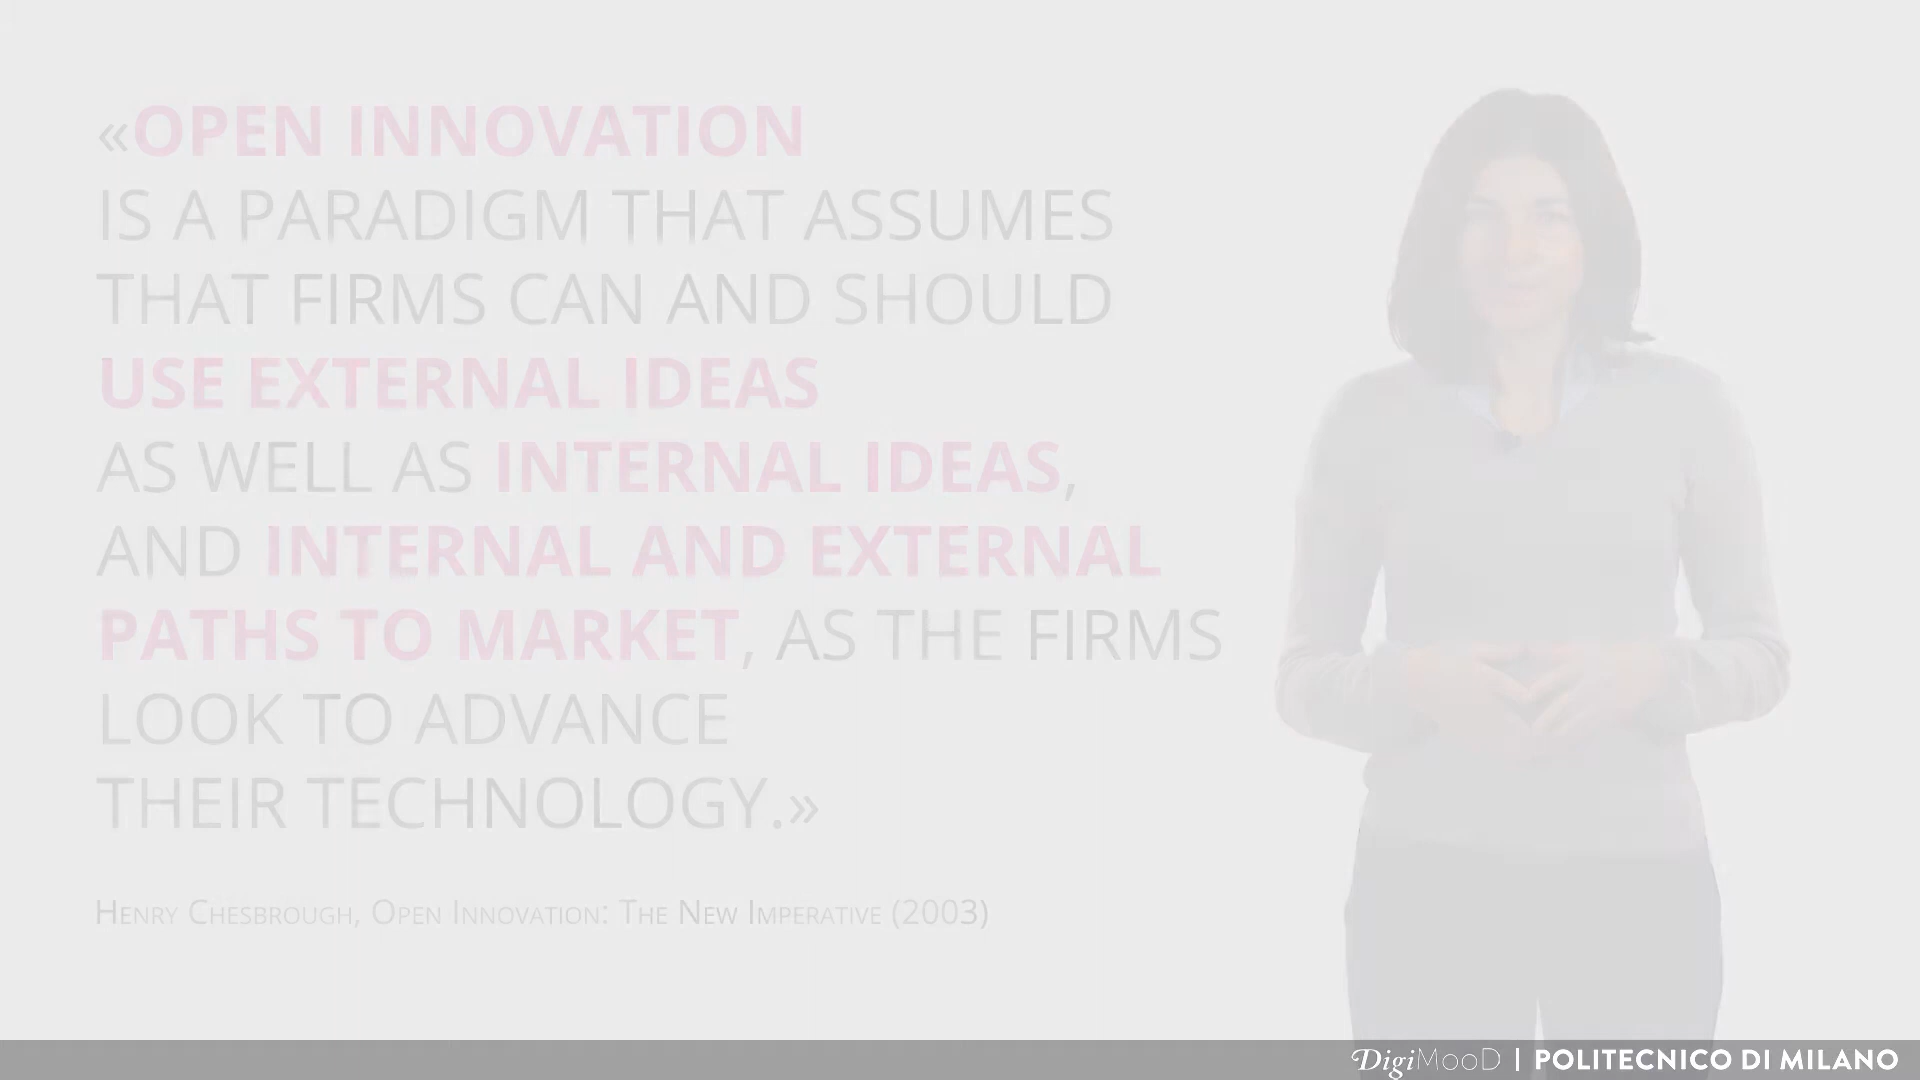 «OPEN INNOVATION
IS A PARADIGM THAT ASSUMES
THAT FIRMS CAN AND SHOULD
USE EXTERNAL IDEAS
AS WELL AS INTERNAL IDEAS,
AND INTERNAL AND EXTERNAL
PATHS TO MARKET, AS THE FIRMS
LOOK TO ADVANCE
THEIR TECHNOLOGY.»
HENRY CHESBROUGH, OPEN INNOVATION: THE NEW IMPERATIVE (2003)
DigiMooD | POLITECNICO DI MILANO